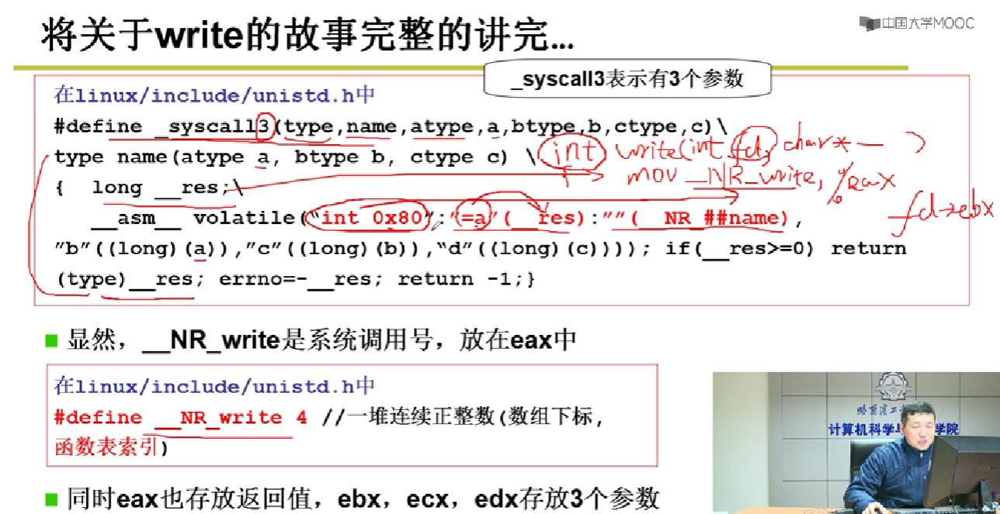 将关于write的故事完整的讲完...
中国大学MOOC
_syscall3表示有3个参数
在linux/include/unistd.h中
#define _syscall3(type,name,atype,a,btype,b,ctype,c)\
type name(atype a, btype b, ctype c) \
int write(int fd, char* — )
{ long __res;\
mov __NR_write, %eax
__asm__ volatile("int 0x80":"=a"(__res):""(__NR_##name),
fd→ebx
"b"((long)(a)),"c"((long)(b)),"d"((long)(c)))); if(__res>=0) return
(type)__res; errno=-__res; return -1;}
显然，__NR_write是系统调用号，放在eax中
在linux/include/unistd.h中
#define __NR_write 4 //一堆连续正整数(数组下标,
函数表索引)
计算机科学与 学院
同时eax也存放返回值，ebx，ecx，edx存放3个参数